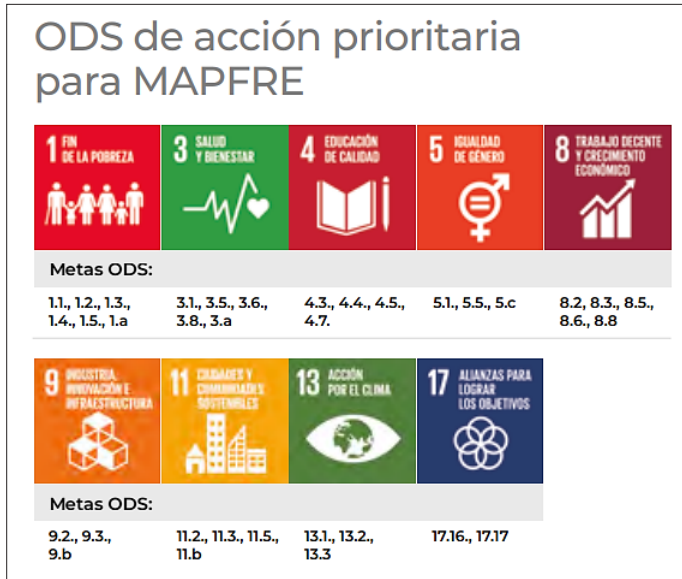 ODS de acción prioritaria
para MAPFRE
1 FIN
DE LA POBREZA
3 SALUD
Y BIENESTAR
4 EDUCACIÓN
DE CALIDAD
5 IGUALDAD
DE GÉNERO
8 TRABAJO DECENTE
Y CRECIMIENTO
ECONÓMICO
Metas ODS:
1.1., 1.2., 1.3.,
1.4., 1.5., 1.a
3.1., 3.5., 3.6.,
3.8., 3.a
4.3., 4.4., 4.5.,
4.7.
5.1., 5.5., 5.c
8.2, 8.3., 8.5.,
8.6., 8.8
9 INDUSTRIA,
INNOVACIÓN E
INFRAESTRUCTURA
11 CIUDADES Y
COMUNIDADES
SOSTENIBLES
13 ACCIÓN
POR EL CLIMA
17 ALIANZAS PARA
LOGRAR
LOS OBJETIVOS
Metas ODS:
9.2., 9.3.,
9.b
11.2., 11.3., 11.5.,
11.b
13.1., 13.2.,
13.3
17.16., 17.17